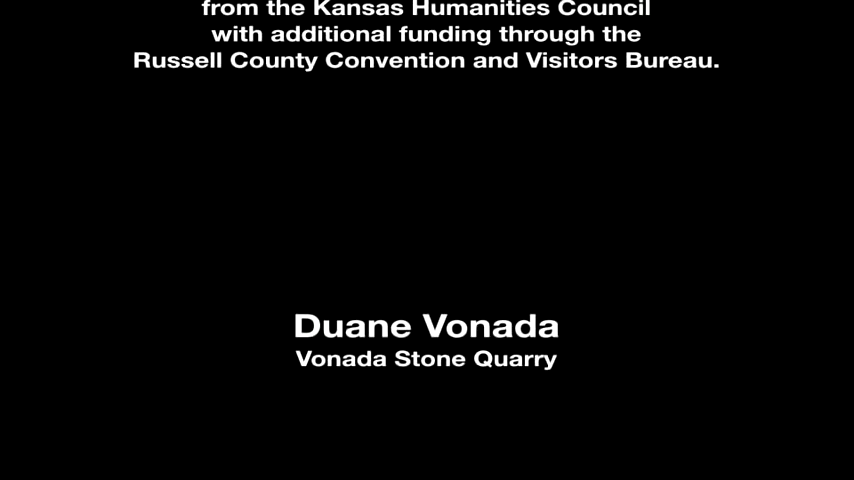 from the Kansas Humanities Council
with additional funding through the
Russell County Convention and Visitors Bureau.
Duane Vonada
Vonada Stone Quarry